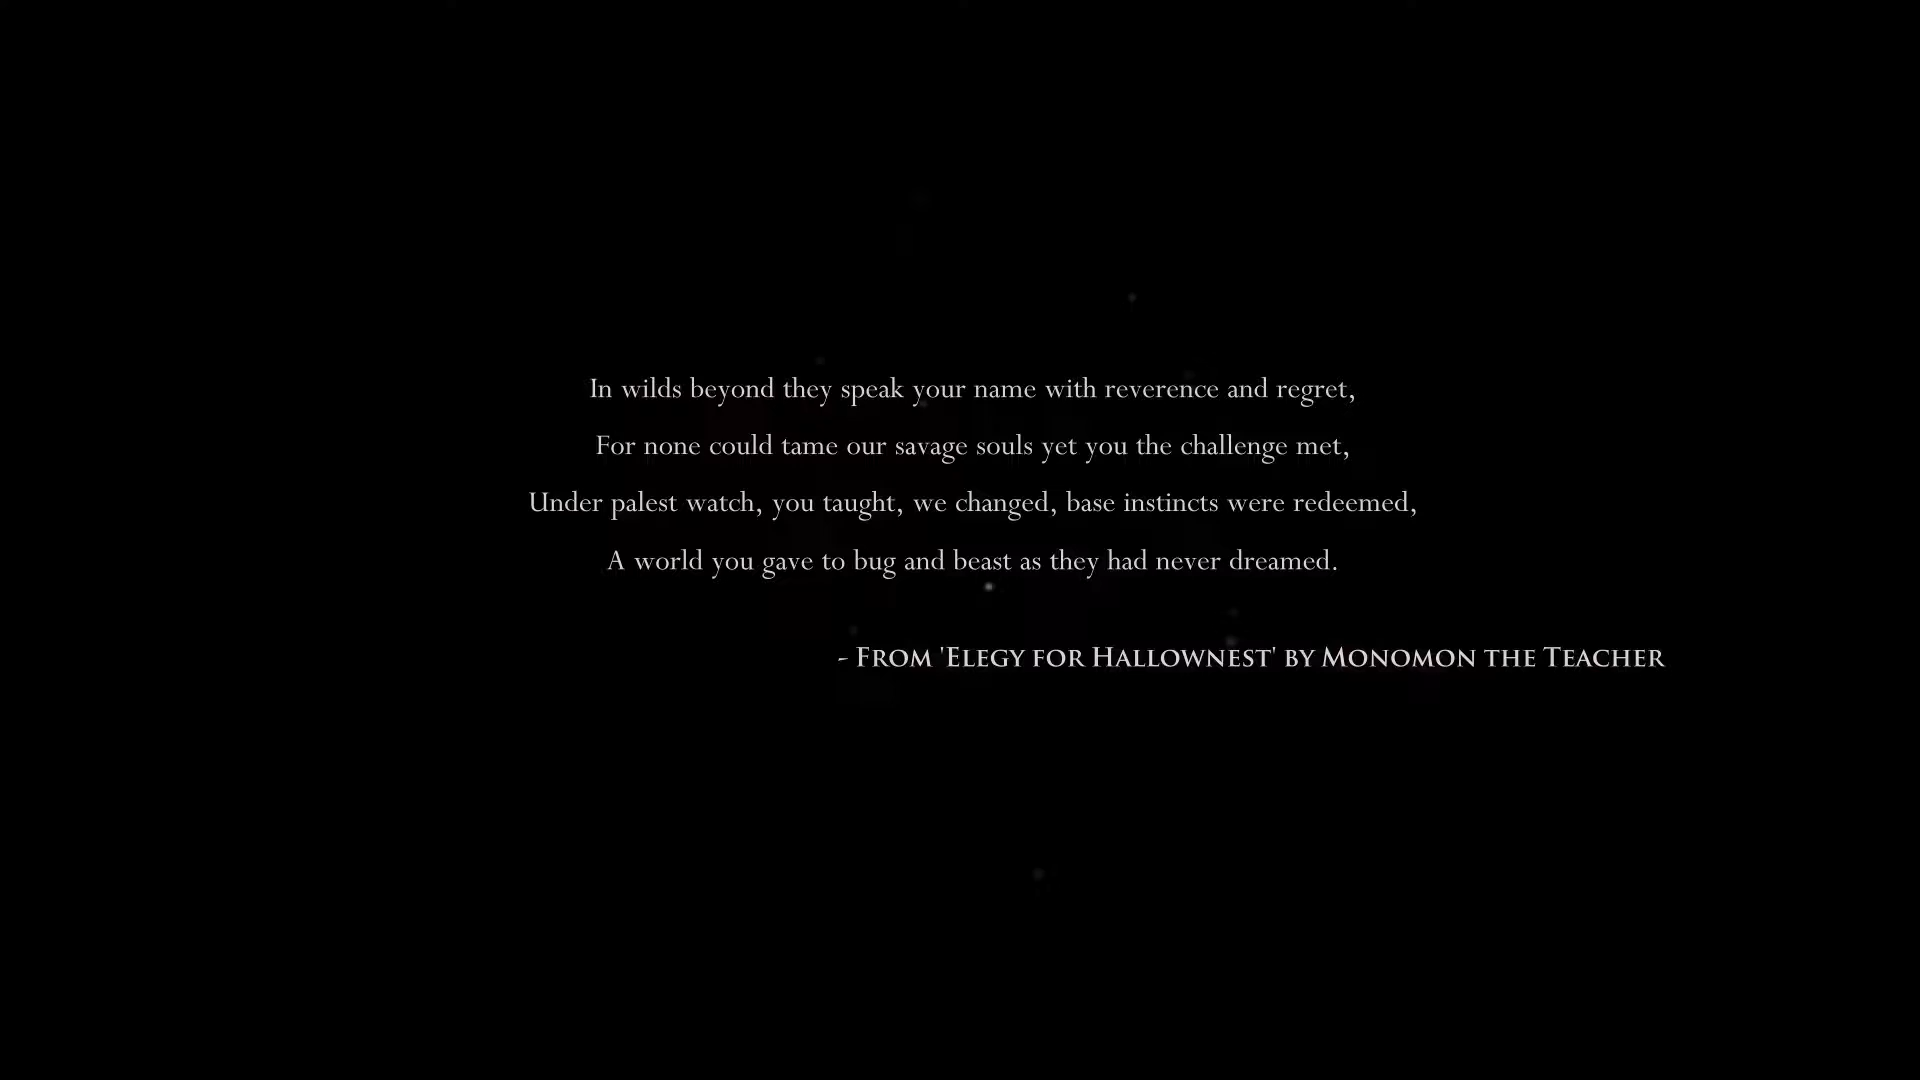 In wilds beyond they speak your name with reverence and regret,
For none could tame our savage souls yet you the challenge met,
Under palest watch, you taught, we changed, base instincts were redeemed,
A world you gave to bug and beast as they had never dreamed.
- From 'Elegy for Hallownest' by Monomon the Teacher